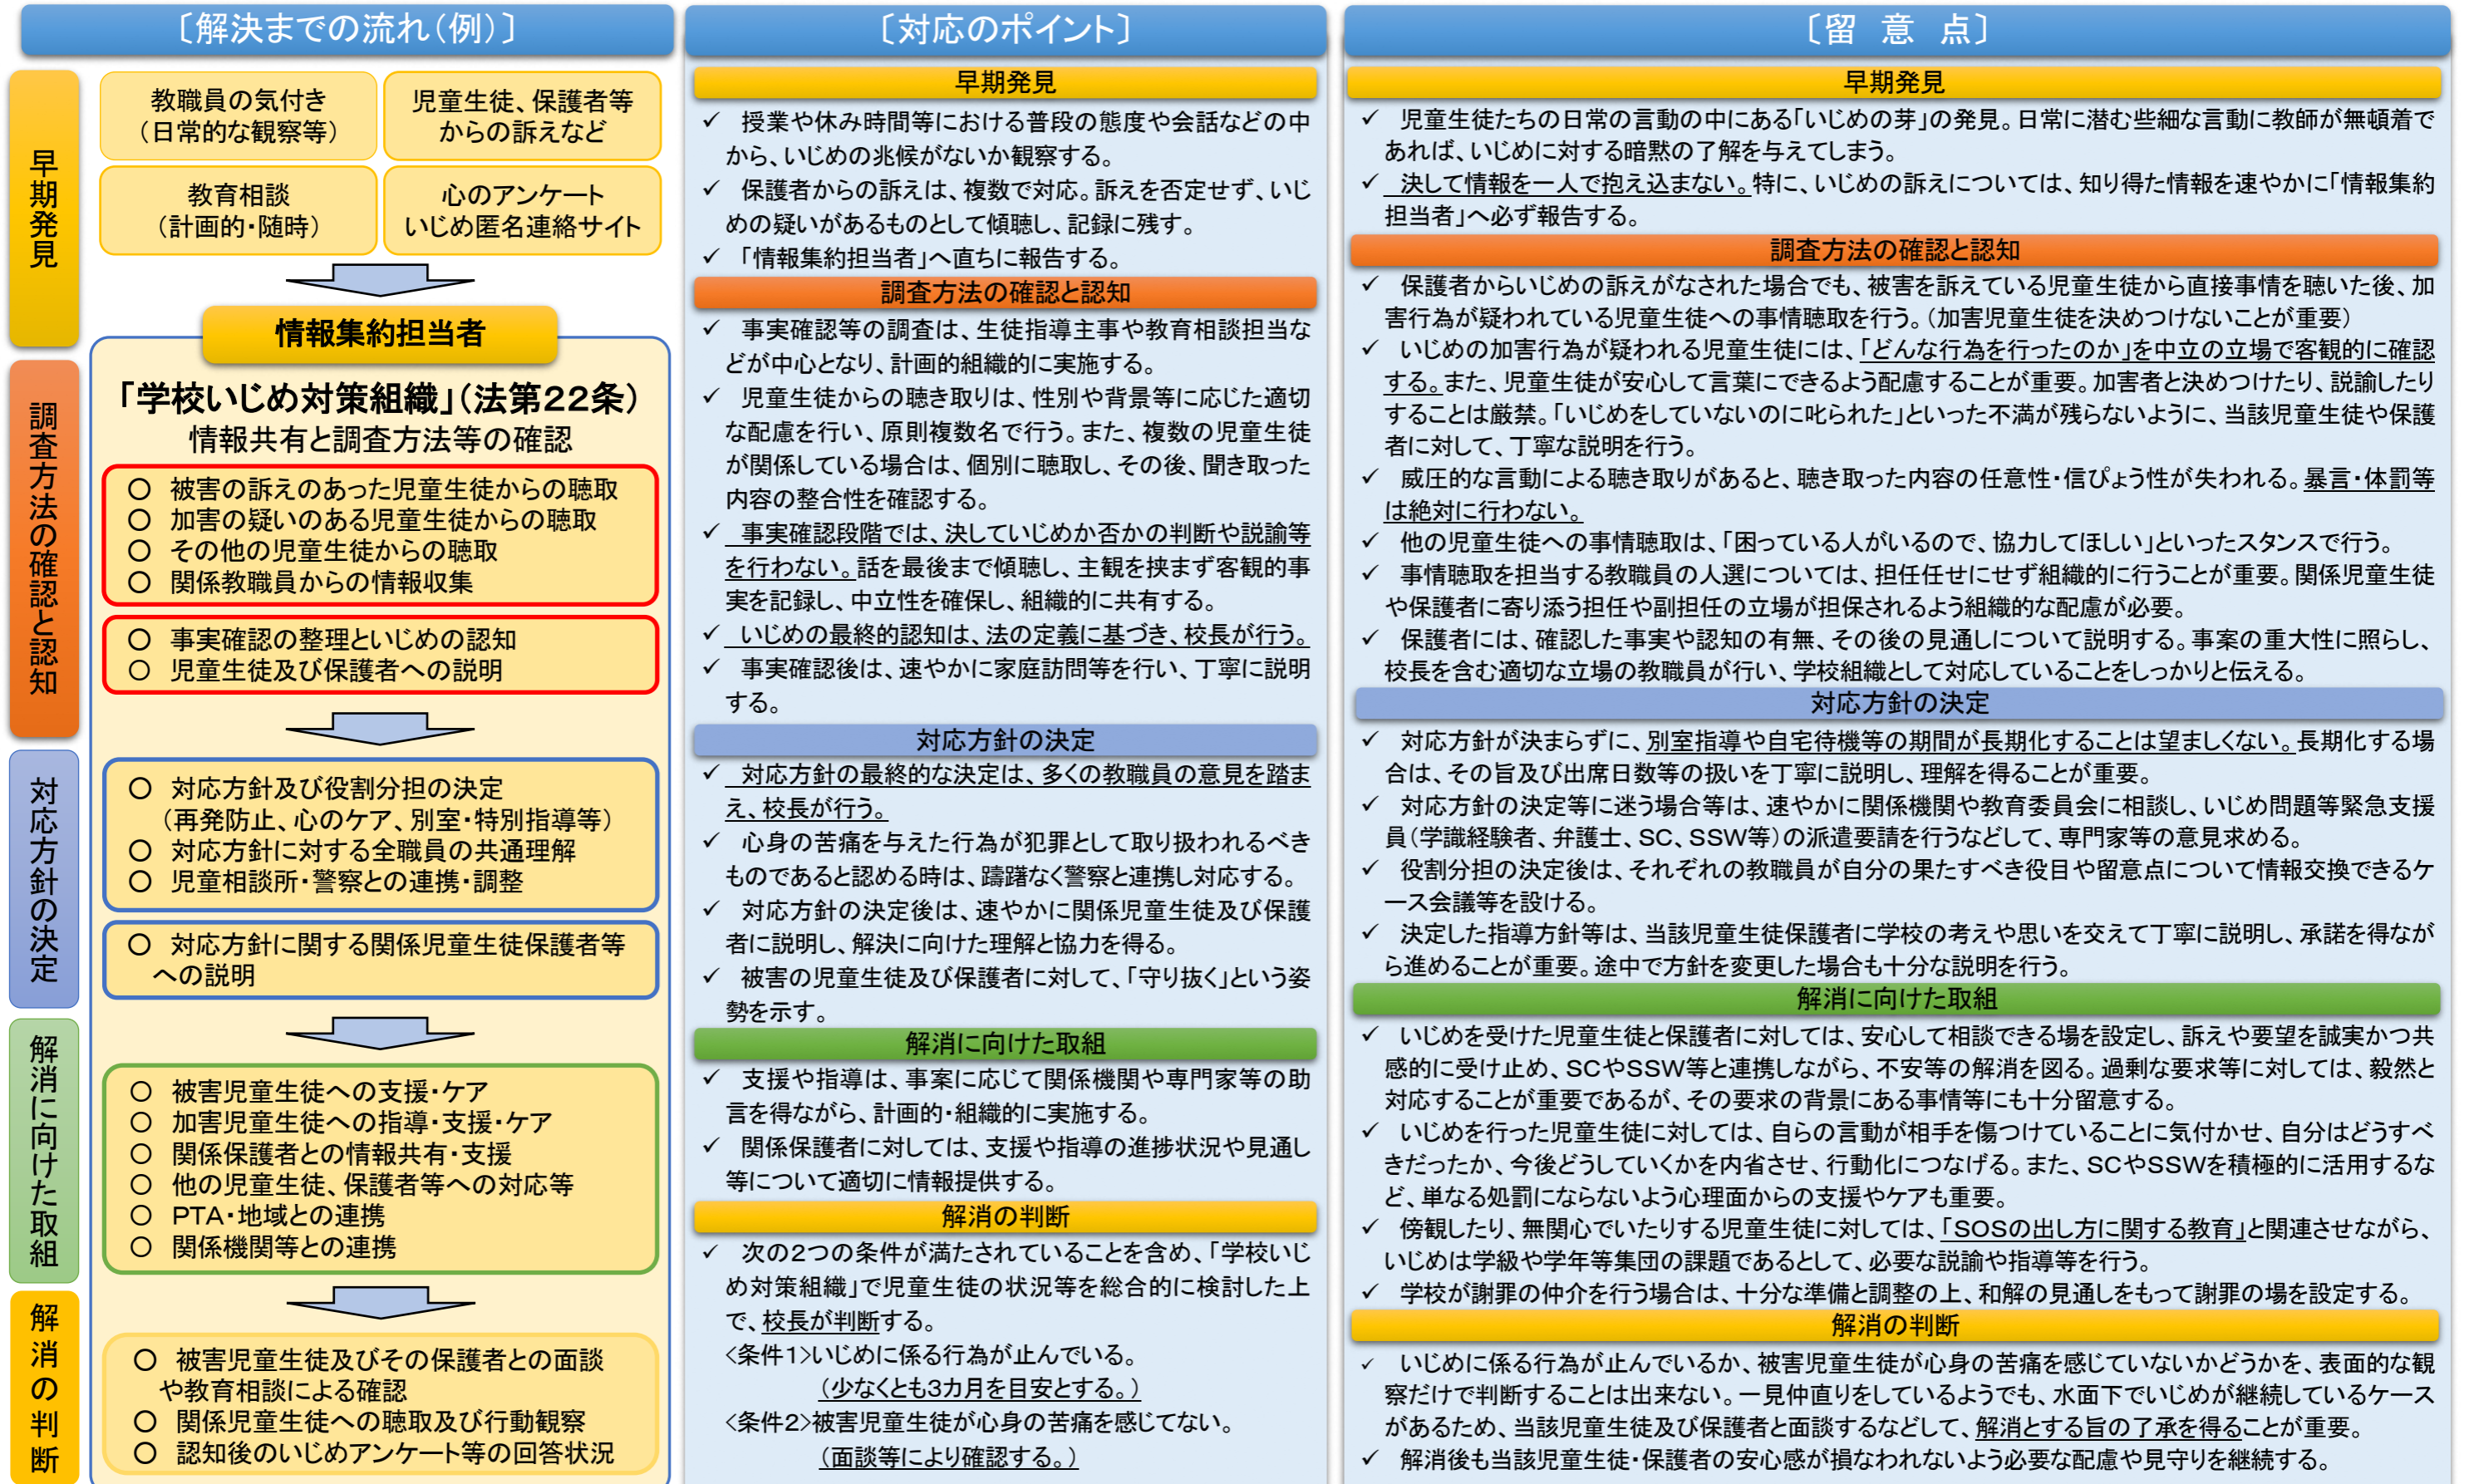 〔解決までの流れ（例）〕
早期発見
教職員の気付き
（日常的な観察等）
児童生徒、保護者等
からの訴えなど
教育相談
（計画的・随時）
心のアンケート
いじめ匿名連絡サイト
情報集約担当者
調査方法の確認と認知
「学校いじめ対策組織」（法第２２条）
情報共有と調査方法等の確認
○ 被害の訴えのあった児童生徒からの聴取
○ 加害の疑いのある児童生徒からの聴取
○ その他の児童生徒からの聴取
○ 関係教職員からの情報収集
○ 事実確認の整理といじめの認知
○ 児童生徒及び保護者への説明
対応方針の決定
○ 対応方針及び役割分担の決定
（再発防止、心のケア、別室・特別指導等）
○ 対応方針に対する全職員の共通理解
○ 児童相談所・警察との連携・調整
○ 対応方針に関する関係児童生徒保護者等
への説明
解消に向けた取組
○ 被害児童生徒への支援・ケア
○ 加害児童生徒への指導・支援・ケア
○ 関係保護者との情報共有・支援
○ 他の児童生徒、保護者等への対応等
○ PTA・地域との連携
○ 関係機関等との連携
解消の判断
○ 被害児童生徒及びその保護者との面談
や教育相談による確認
○ 関係児童生徒への聴取及び行動観察
○ 認知後のいじめアンケート等の回答状況
〔対応のポイント〕
早期発見
✓ 授業や休み時間等における普段の態度や会話などの中
から、いじめの兆候がないか観察する。
✓ 保護者からの訴えは、複数で対応。訴えを否定せず、いじ
めの疑いがあるものとして傾聴し、記録に残す。
✓ 「情報集約担当者」へ直ちに報告する。
調査方法の確認と認知
✓ 事実確認等の調査は、生徒指導主事や教育相談担当な
どが中心となり、計画的組織的に実施する。
✓ 児童生徒からの聴き取りは、性別や背景等に応じた適切
な配慮を行い、原則複数名で行う。また、複数の児童生徒
が関係している場合は、個別に聴取し、その後、聞き取った
内容の整合性を確認する。
✓ 事実確認段階では、決していじめか否かの判断や説諭等
を行わない。話を最後まで傾聴し、主観を挟まず客観的事
実を記録し、中立性を確保し、組織的に共有する。
✓ いじめの最終的認知は、法の定義に基づき、校長が行う。
✓ 事実確認後は、速やかに家庭訪問等を行い、丁寧に説明
する。
対応方針の決定
✓ 対応方針の最終的な決定は、多くの教職員の意見を踏ま
え、校長が行う。
✓ 心身の苦痛を与えた行為が犯罪として取り扱われるべき
ものであると認める時は、躊躇なく警察と連携し対応する。
✓ 対応方針の決定後は、速やかに関係児童生徒及び保護
者に説明し、解決に向けた理解と協力を得る。
✓ 被害の児童生徒及び保護者に対して、「守り抜く」という姿
勢を示す。
解消に向けた取組
✓ 支援や指導は、事案に応じて関係機関や専門家等の助
言を得ながら、計画的・組織的に実施する。
✓ 関係保護者に対しては、支援や指導の進捗状況や見通し
等について適切に情報提供する。
解消の判断
✓ 次の２つの条件が満たされていることを含め、「学校いじ
め対策組織」で児童生徒の状況等を総合的に検討した上
で、校長が判断する。
<条件１>いじめに係る行為が止んでいる。
（少なくとも３カ月を目安とする。）
<条件２>被害児童生徒が心身の苦痛を感じてない。
（面談等により確認する。）
〔留 意 点〕
早期発見
✓ 児童生徒たちの日常の言動の中にある「いじめの芽」の発見。日常に潜む些細な言動に教師が無頓着で
あれば、いじめに対する暗黙の了解を与えてしまう。
✓ 決して情報を一人で抱え込まない。特に、いじめの訴えについては、知り得た情報を速やかに「情報集約
担当者」へ必ず報告する。
調査方法の確認と認知
✓ 保護者からいじめの訴えがなされた場合でも、被害を訴えている児童生徒から直接事情を聴いた後、加
害行為が疑われている児童生徒への事情聴取を行う。（加害児童生徒を決めつけないことが重要）
✓ いじめの加害行為が疑われる児童生徒には、「どんな行為を行ったのか」を中立の立場で客観的に確認
する。また、児童生徒が安心して言葉にできるよう配慮することが重要。加害者と決めつけたり、説諭したり
することは厳禁。「いじめをしていないのに叱られた」といった不満が残らないように、当該児童生徒や保護
者に対して、丁寧な説明を行う。
✓ 威圧的な言動による聴き取りがあると、聴き取った内容の任意性・信ぴょう性が失われる。暴言・体罰等
は絶対に行わない。
✓ 他の児童生徒への事情聴取は、「困っている人がいるので、協力してほしい」といったスタンスで行う。
✓ 事情聴取を担当する教職員の人選については、担任任せにせず組織的に行うことが重要。関係児童生徒
や保護者に寄り添う担任や副担任の立場が担保されるよう組織的な配慮が必要。
✓ 保護者には、確認した事実や認知の有無、その後の見通しについて説明する。事案の重大性に照らし、
校長を含む適切な立場の教職員が行い、学校組織として対応していることをしっかりと伝える。
対応方針の決定
✓ 対応方針が決まらずに、別室指導や自宅待機等の期間が長期化することは望ましくない。長期化する場
合は、その旨及び出席日数等の扱いを丁寧に説明し、理解を得ることが重要。
✓ 対応方針の決定等に迷う場合等は、速やかに関係機関や教育委員会に相談し、いじめ問題等緊急支援
員（学識経験者、弁護士、SC、SSW等）の派遣要請を行うなどして、専門家等の意見求める。
✓ 役割分担の決定後は、それぞれの教職員が自分の果たすべき役目や留意点について情報交換できるケ
ース会議等を設ける。
✓ 決定した指導方針等は、当該児童生徒保護者に学校の考えや思いを交えて丁寧に説明し、承諾を得なが
ら進めることが重要。途中で方針を変更した場合も十分な説明を行う。
解消に向けた取組
✓ いじめを受けた児童生徒と保護者に対しては、安心して相談できる場を設定し、訴えや要望を誠実かつ共
感的に受け止め、SCやSSW等と連携しながら、不安等の解消を図る。過剰な要求等に対しては、毅然と
対応することが重要であるが、その要求の背景にある事情等にも十分留意する。
✓ いじめを行った児童生徒に対しては、自らの言動が相手を傷つけていることに気付かせ、自分はどうすべ
きだったか、今後どうしていくかを内省させ、行動化につなげる。また、SCやSSWを積極的に活用するな
ど、単なる処罰にならないよう心理面からの支援やケアも重要。
✓ 傍観したり、無関心でいたりする児童生徒に対しては、「SOSの出し方に関する教育」と関連させながら、
いじめは学級や学年等集団の課題であるとして、必要な説諭や指導等を行う。
✓ 学校が謝罪の仲介を行う場合は、十分な準備と調整の上、和解の見通しをもって謝罪の場を設定する。
解消の判断
✓ いじめに係る行為が止んでいるか、被害児童生徒が心身の苦痛を感じていないかどうかを、表面的な観
察だけで判断することは出来ない。一見仲直りをしているようでも、水面下でいじめが継続しているケース
があるため、当該児童生徒及び保護者と面談するなどして、解消とする旨の了承を得ることが重要。
✓ 解消後も当該児童生徒・保護者の安心感が損なわれないよう必要な配慮や見守りを継続する。